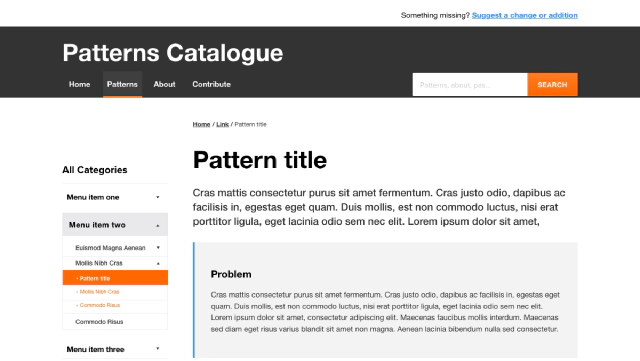 Something missing? Suggest a change or addition
Patterns Catalogue
Home Patterns About Contribute
Patterns, about, pas...
SEARCH
Home / Link / Pattern title
All Categories
Menu item one
Menu item two
Euismod Magna Aenean
Mollis Nibh Cras
- Pattern title
- Mollis Nibh Cras
- Commodo Risus
Commodo Risus
Menu item three
Pattern title
Cras mattis consectetur purus sit amet fermentum. Cras justo odio, dapibus ac
facilisis in, egestas eget quam. Duis mollis, est non commodo luctus, nisi erat
porttitor ligula, eget lacinia odio sem nec elit. Lorem ipsum dolor sit amet,
Problem
Cras mattis consectetur purus sit amet fermentum. Cras justo odio, dapibus ac facilisis in, egestas eget
quam. Duis mollis, est non commodo luctus, nisi erat porttitor ligula, eget lacinia odio sem nec elit.
Lorem ipsum dolor sit amet, consectetur adipiscing elit. Maecenas faucibus mollis interdum. Maecenas
sed diam eget risus varius blandit sit amet non magna. Aenean lacinia bibendum nulla sed consectetur.